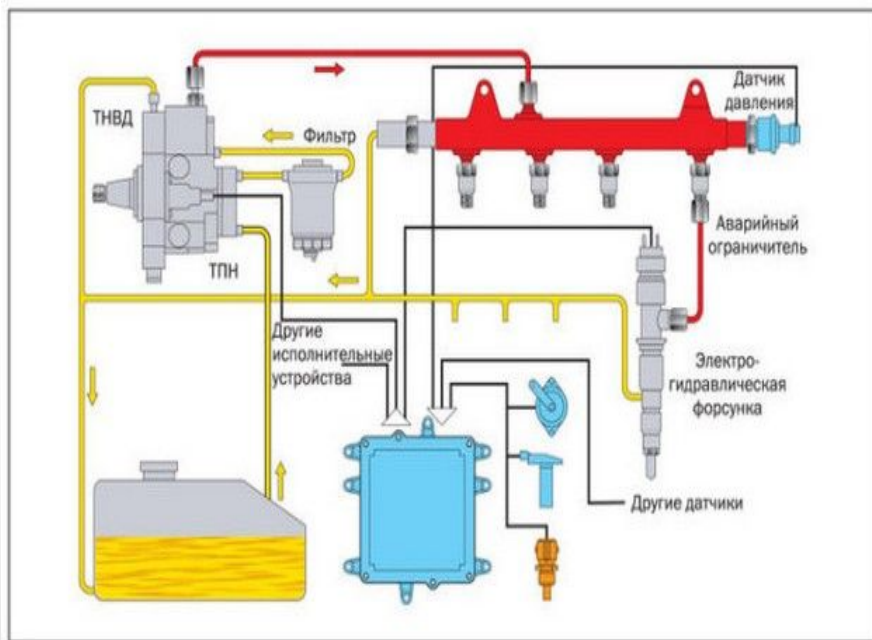 Датчик
давления
ТНВД
Фильтр
Аварийный
ограничитель
ТПН
Другие
исполнительные
устройства
Электро-
гидравлическая
форсунка
Другие датчики